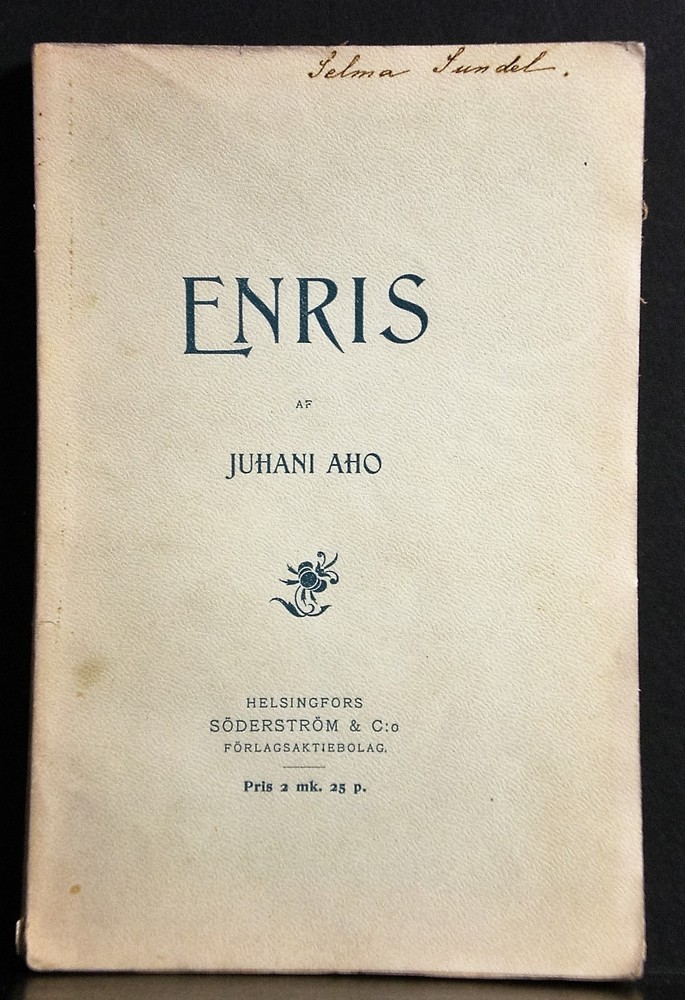 Selma Sundel.
ENRIS
AF
JUHANI AHO
HELSINGFORS
SÖDERSTRÖM & C:o
FÖRLAGSAKTIEBOLAG.
Pris 2 mk. 25 p.